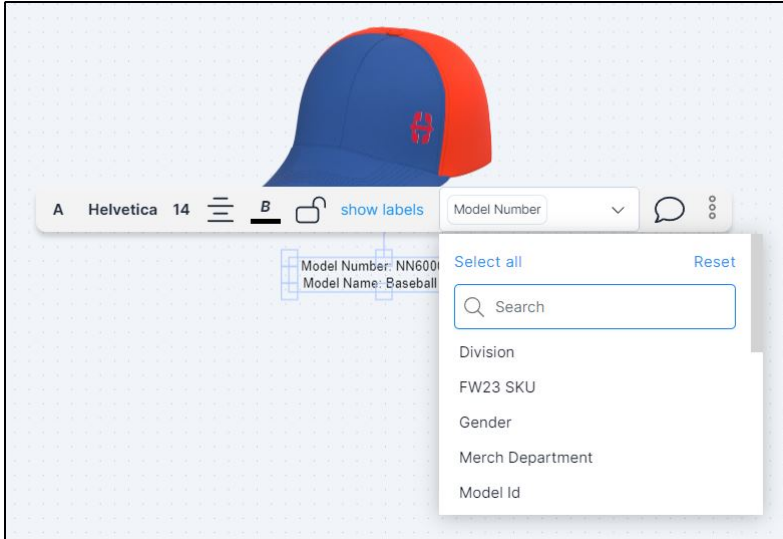 A Helvetica 14 B show labels Model Number
Model Number: NN600
Model Name: Baseball
Select all Reset
Search
Division
FW23 SKU
Gender
Merch Department
Model Id